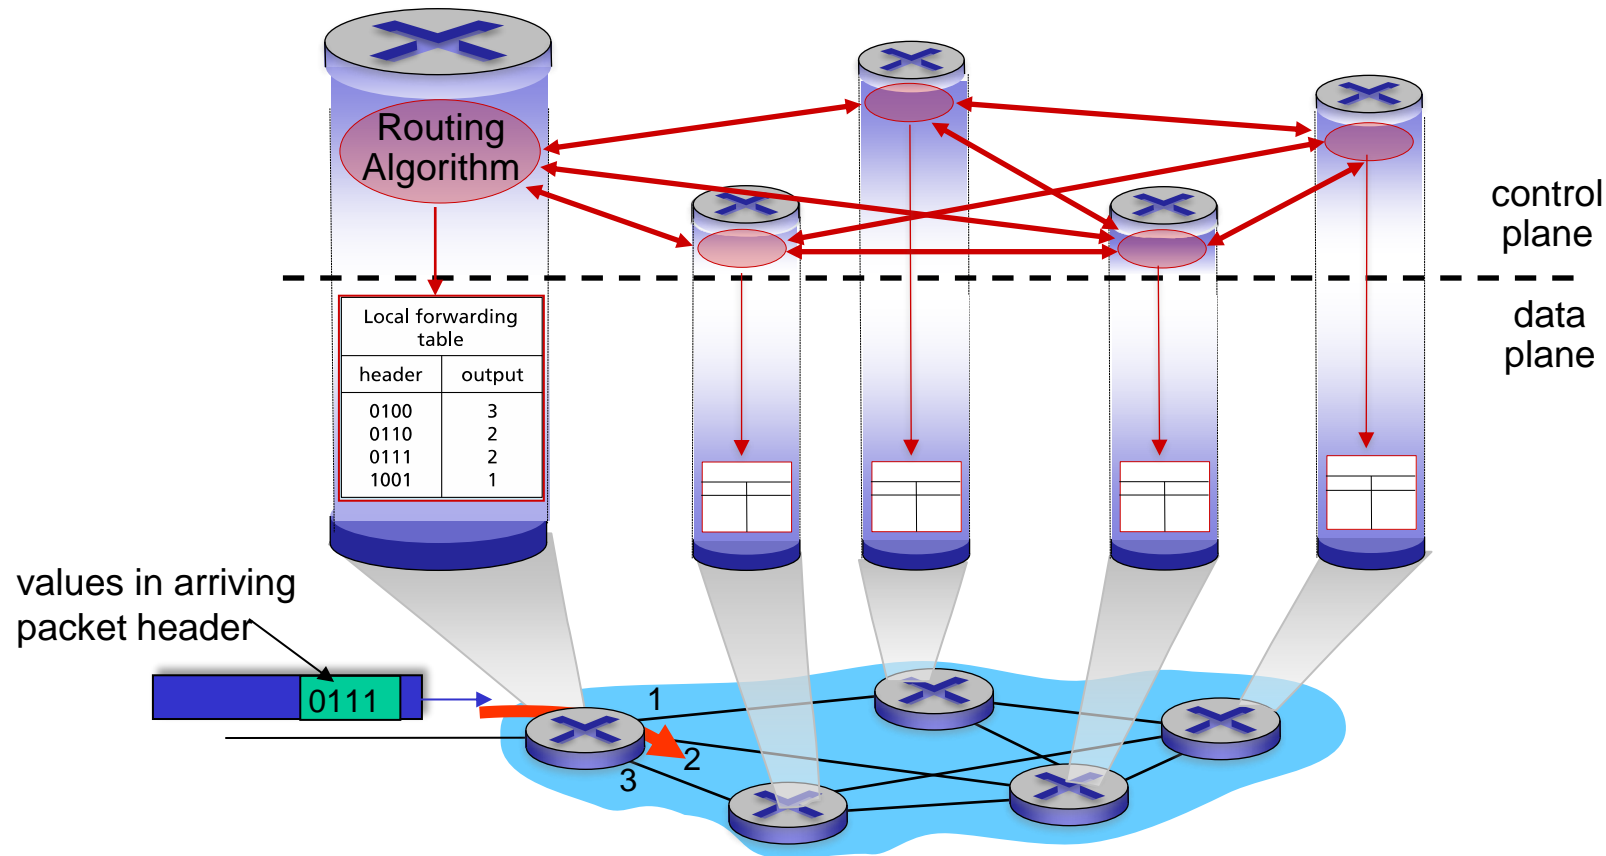 Routing
Algorithm
control
plane
data
plane
Local forwarding
table
header output
0100 3
0110 2
0111 2
1001 1
values in arriving
packet header
0111
1
2
3